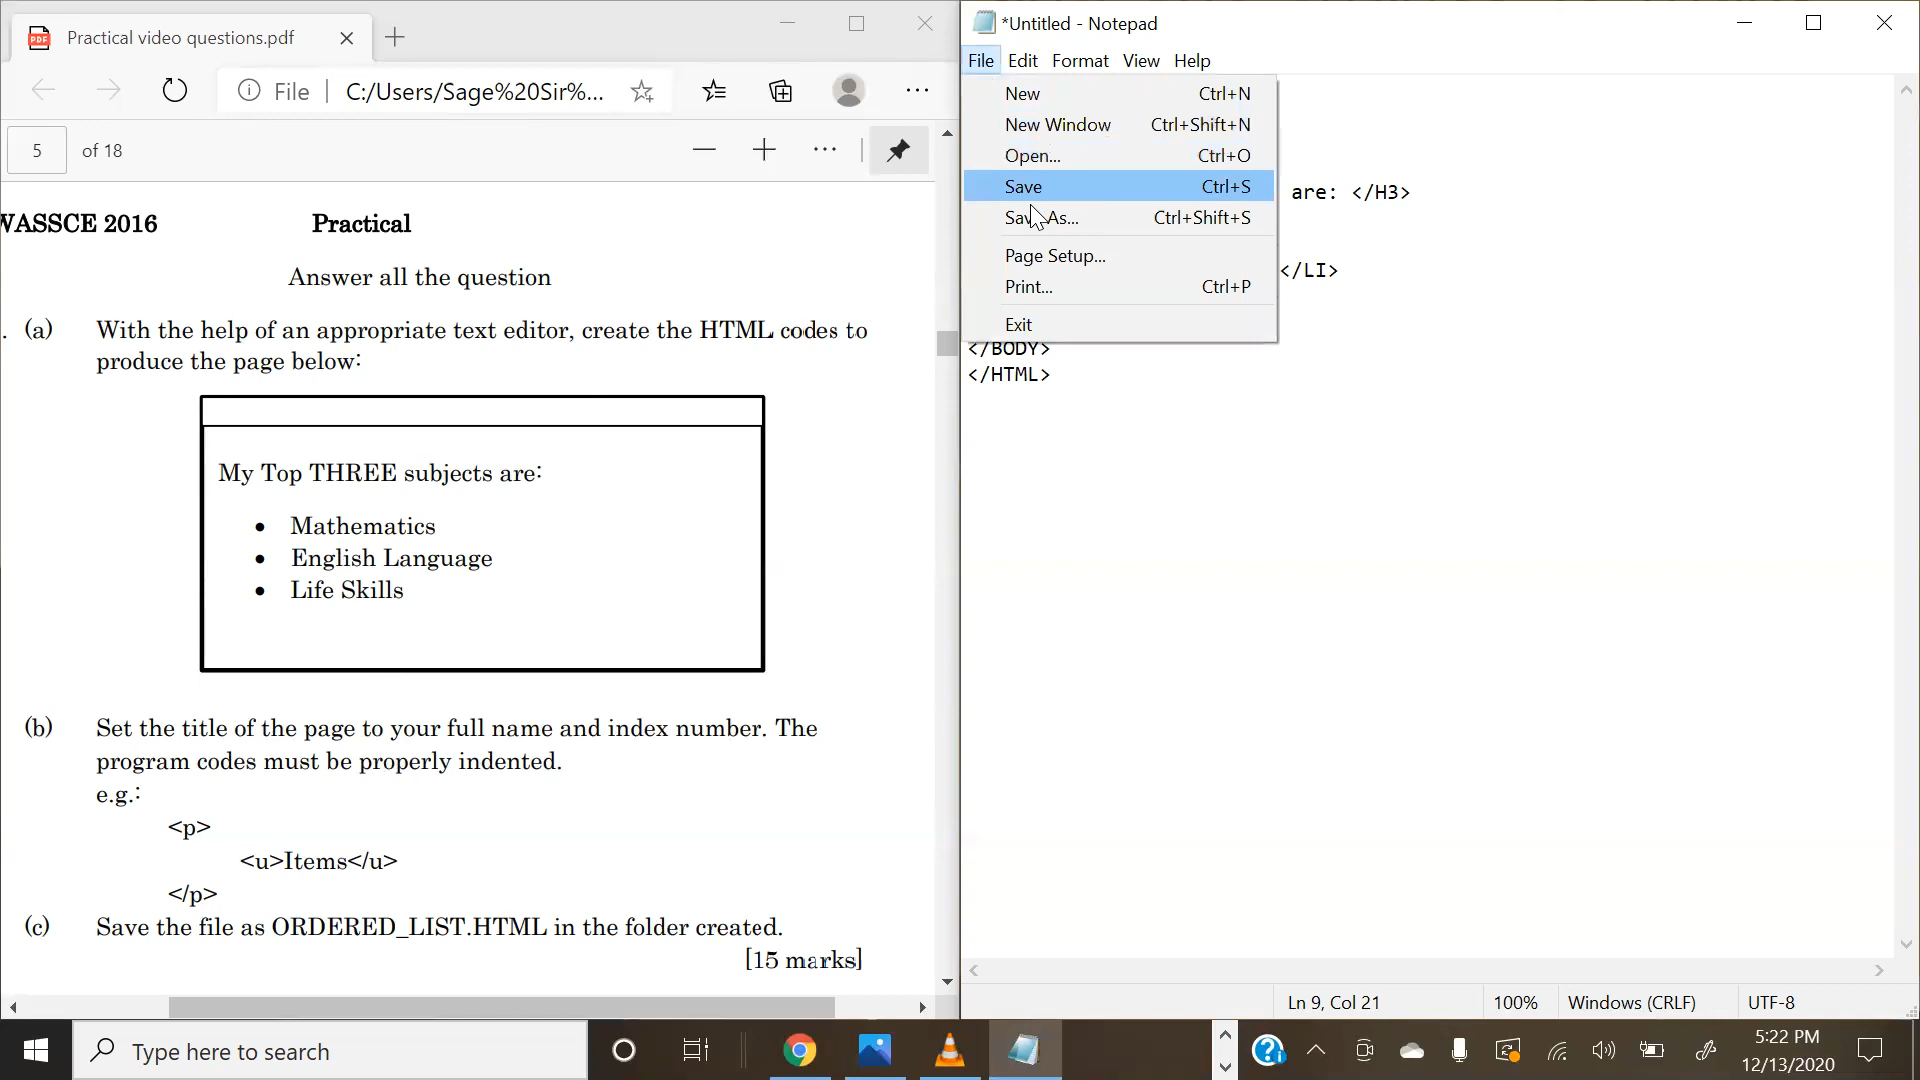 Practical video questions.pdf
File
C:/Users/Sage%20Sir%...
5 of 18
WASSCE 2016 Practical
Answer all the question
(a) With the help of an appropriate text editor, create the HTML codes to
produce the page below:
My Top THREE subjects are:
• Mathematics
• English Language
• Life Skills
(b) Set the title of the page to your full name and index number. The
program codes must be properly indented.
e.g.:
<p>
<u>Items</u>
</p>
(c) Save the file as ORDERED_LIST.HTML in the folder created.
[15 marks]
*Untitled - Notepad
File Edit Format View Help
New Ctrl+N
New Window Ctrl+Shift+N
Open... Ctrl+O
Save Ctrl+S
Save As... Ctrl+Shift+S
Page Setup...
Print... Ctrl+P
Exit
are: </H3>
</LI>
</BODY>
</HTML>
Ln 9, Col 21 100% Windows (CRLF) UTF-8
Type here to search
5:22 PM
12/13/2020